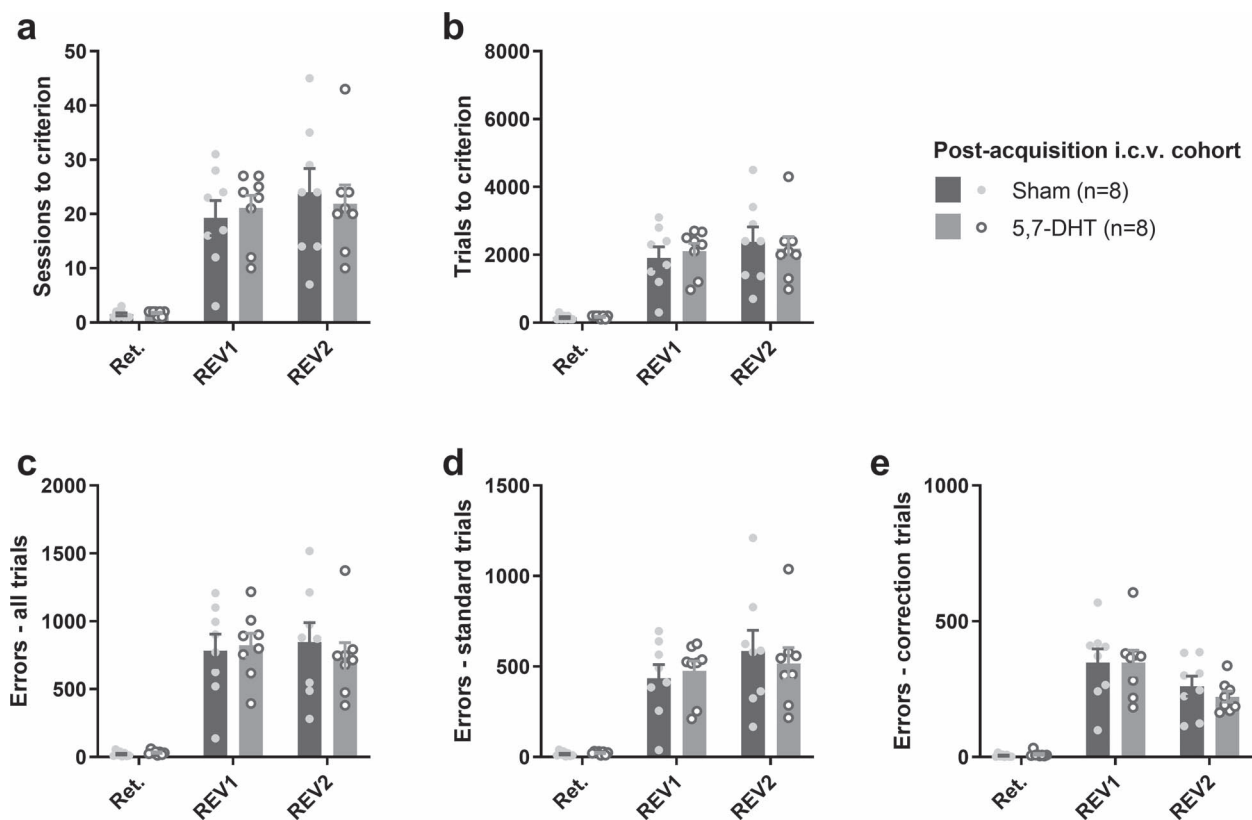 a
Sessions to criterion
50
40
30
20
10
0
Ret.
REV1
REV2
b
Trials to criterion
8000
6000
4000
2000
0
Ret.
REV1
REV2
Post-acquisition i.c.v. cohort
Sham (n=8)
5,7-DHT (n=8)
c
Errors - all trials
2000
1500
1000
500
0
Ret.
REV1
REV2
d
Errors - standard trials
1500
1000
500
0
Ret.
REV1
REV2
e
Errors - correction trials
1000
500
0
Ret.
REV1
REV2